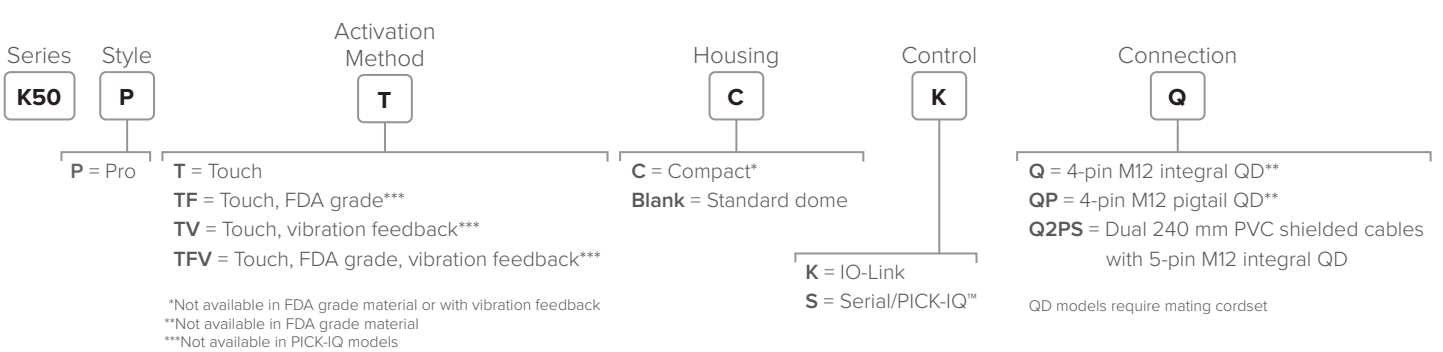 Series
Style
Activation
Method
Housing
Control
Connection
K50
P
T
C
K
Q
P = Pro
T = Touch
TF = Touch, FDA grade***
TV = Touch, vibration feedback***
TFV = Touch, FDA grade, vibration feedback***
C = Compact*
Blank = Standard dome
K = IO-Link
S = Serial/PICK-IQ™
Q = 4-pin M12 integral QD**
QP = 4-pin M12 pigtail QD**
Q2PS = Dual 240 mm PVC shielded cables
with 5-pin M12 integral QD
*Not available in FDA grade material or with vibration feedback
**Not available in FDA grade material
***Not available in PICK-IQ models
QD models require mating cordset